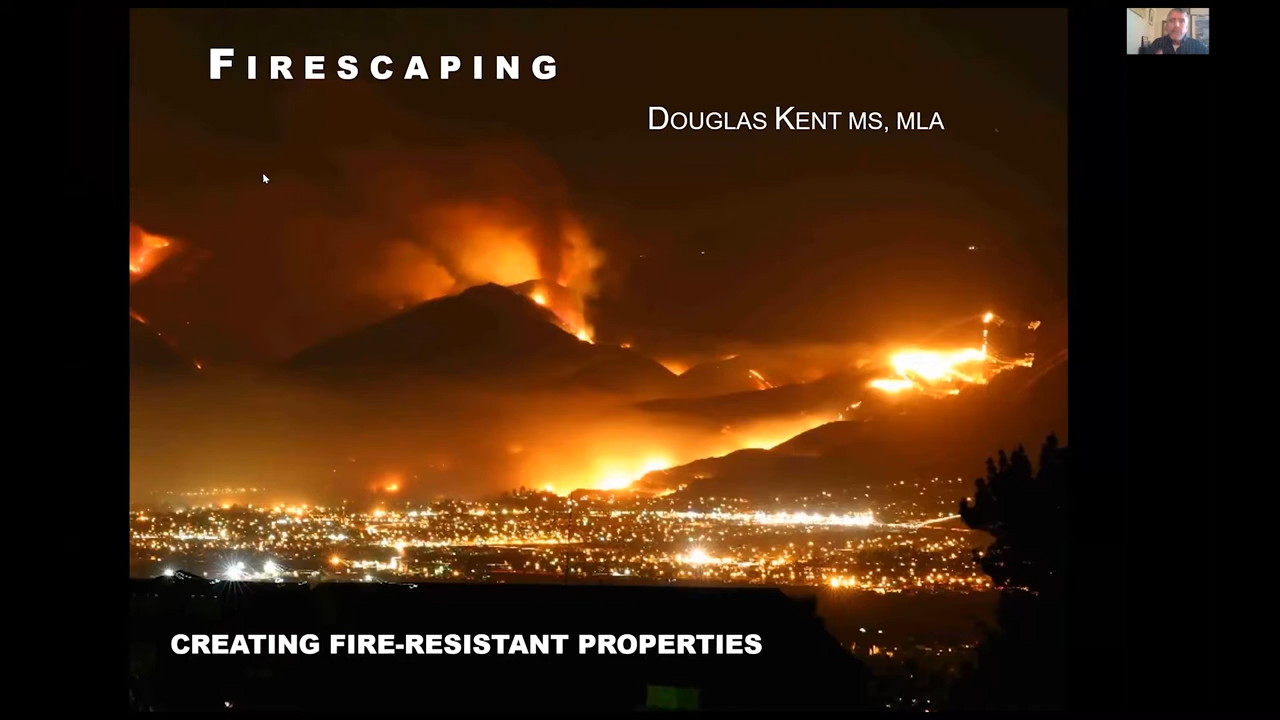 FIRESCAPING
DOUGLAS KENT MS, MLA
CREATING FIRE-RESISTANT PROPERTIES